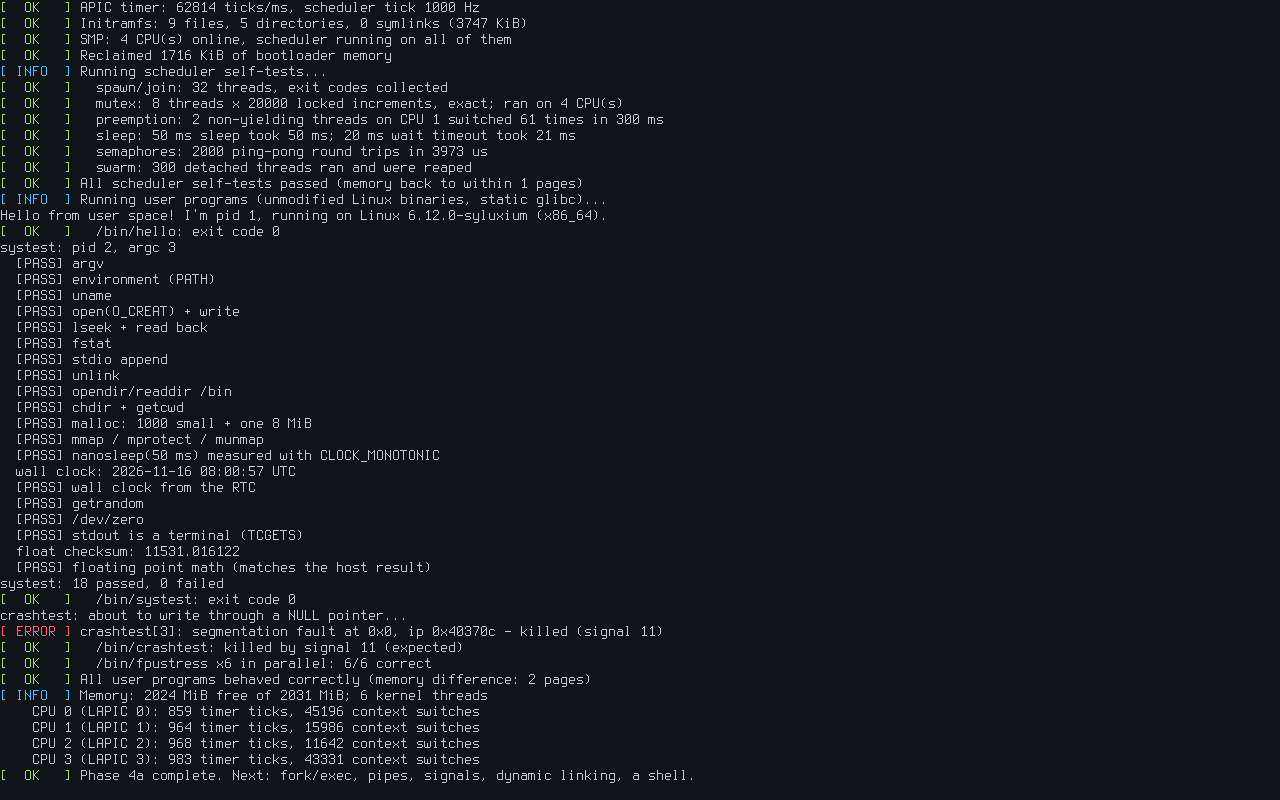 [  OK   ] APIC timer: 62814 ticks/ms, scheduler tick 1000 Hz
[  OK   ] Initramfs: 9 files, 5 directories, 0 symlinks (3747 KiB)
[  OK   ] SMP: 4 CPU(s) online, scheduler running on all of them
[  OK   ] Reclaimed 1716 KiB of bootloader memory
[ INFO  ] Running scheduler self-tests...
[  OK   ]   spawn/join: 32 threads, exit codes collected
[  OK   ]   mutex: 8 threads x 20000 locked increments, exact; ran on 4 CPU(s)
[  OK   ]   preemption: 2 non-yielding threads on CPU 1 switched 61 times in 300 ms
[  OK   ]   sleep: 50 ms sleep took 50 ms; 20 ms wait timeout took 21 ms
[  OK   ]   semaphores: 2000 ping-pong round trips in 3973 us
[  OK   ]   swarm: 300 detached threads ran and were reaped
[  OK   ] All scheduler self-tests passed (memory back to within 1 pages)
[ INFO  ] Running user programs (unmodified Linux binaries, static glibc)...
Hello from user space! I'm pid 1, running on Linux 6.12.0-syluxium (x86_64).
[  OK   ]   /bin/hello: exit code 0
systest: pid 2, argc 3
  [PASS] argv
  [PASS] environment (PATH)
  [PASS] uname
  [PASS] open(O_CREAT) + write
  [PASS] lseek + read back
  [PASS] fstat
  [PASS] stdio append
  [PASS] unlink
  [PASS] opendir/readdir /bin
  [PASS] chdir + getcwd
  [PASS] malloc: 1000 small + one 8 MiB
  [PASS] mmap / mprotect / munmap
  [PASS] nanosleep(50 ms) measured with CLOCK_MONOTONIC
  wall clock: 2026-11-16 08:00:57 UTC
  [PASS] wall clock from the RTC
  [PASS] getrandom
  [PASS] /dev/zero
  [PASS] stdout is a terminal (TCGETS)
  float checksum: 11531.016122
  [PASS] floating point math (matches the host result)
systest: 18 passed, 0 failed
[  OK   ]   /bin/systest: exit code 0
crashtest: about to write through a NULL pointer...
[ ERROR ] crashtest[3]: segmentation fault at 0x0, ip 0x40370c - killed (signal 11)
[  OK   ]   /bin/crashtest: killed by signal 11 (expected)
[  OK   ]   /bin/fpustress x6 in parallel: 6/6 correct
[  OK   ] All user programs behaved correctly (memory difference: 2 pages)
[ INFO  ] Memory: 2024 MiB free of 2031 MiB; 6 kernel threads
    CPU 0 (LAPIC 0): 859 timer ticks, 45196 context switches
    CPU 1 (LAPIC 1): 964 timer ticks, 15986 context switches
    CPU 2 (LAPIC 2): 968 timer ticks, 11642 context switches
    CPU 3 (LAPIC 3): 983 timer ticks, 43331 context switches
[  OK   ] Phase 4a complete. Next: fork/exec, pipes, signals, dynamic linking, a shell.